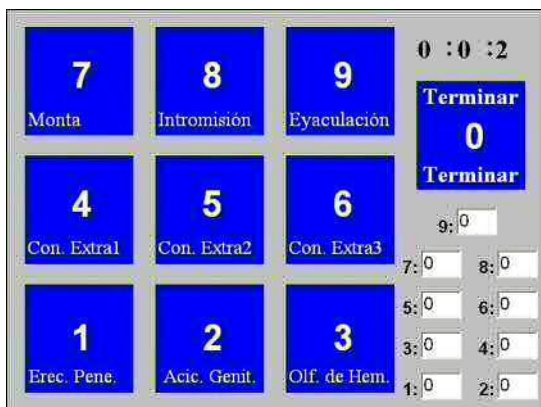 7 8 9
Monta Intromisión Eyaculación
0 :0 :2
Terminar
0
Terminar
4 5 6
Con. Extra1 Con. Extra2 Con. Extra3
9: 0
7: 0 8: 0
5: 0 6: 0
1 2 3
Erec. Pene. Acic. Genit. Olf. de Hem.
3: 0 4: 0
1: 0 2: 0